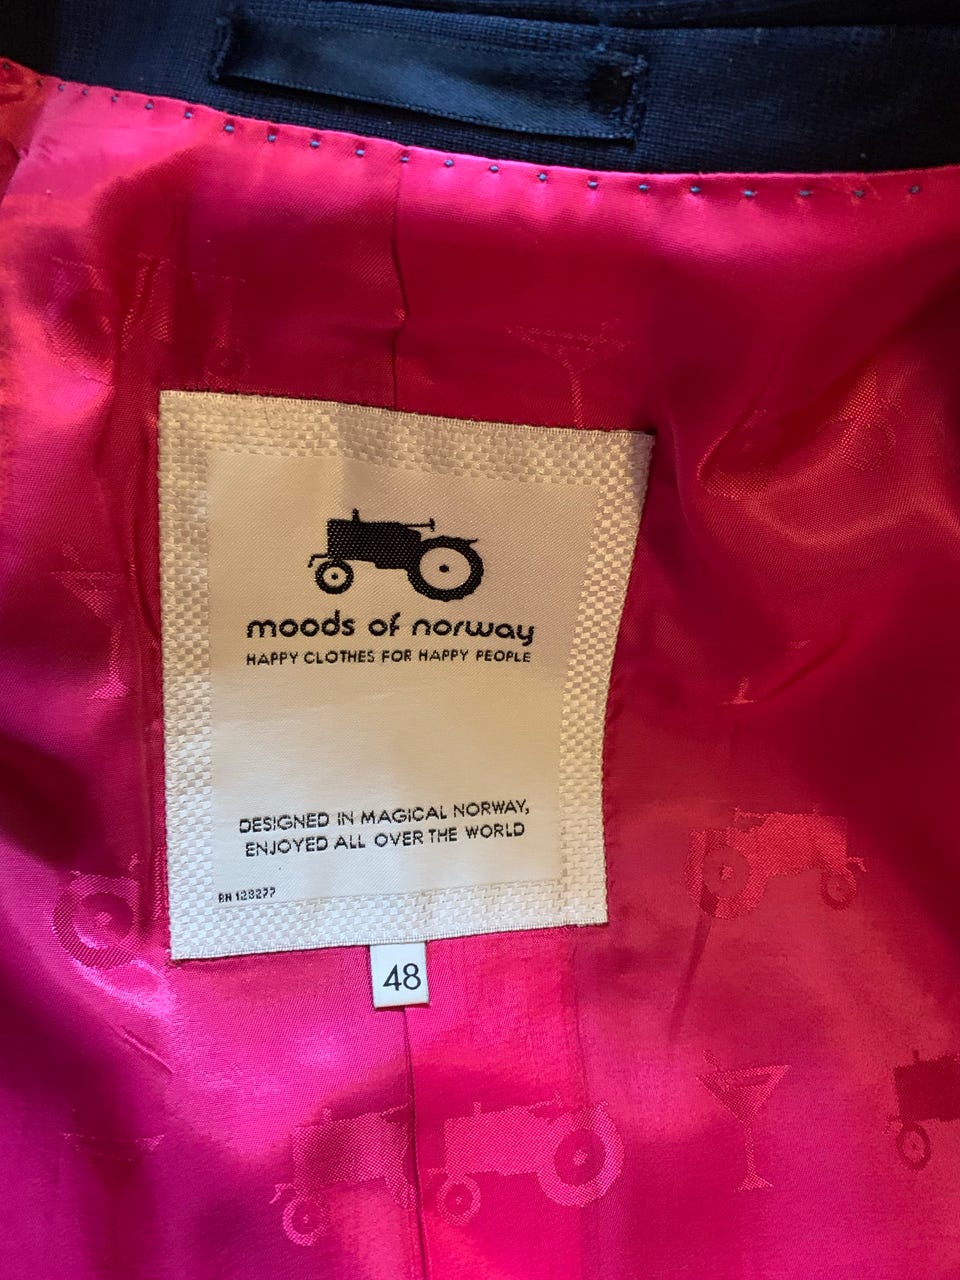 moods of norway
HAPPY CLOTHES FOR HAPPY PEOPLE
DESIGNED IN MAGICAL NORWAY,
ENJOYED ALL OVER THE WORLD
RN 128277
48